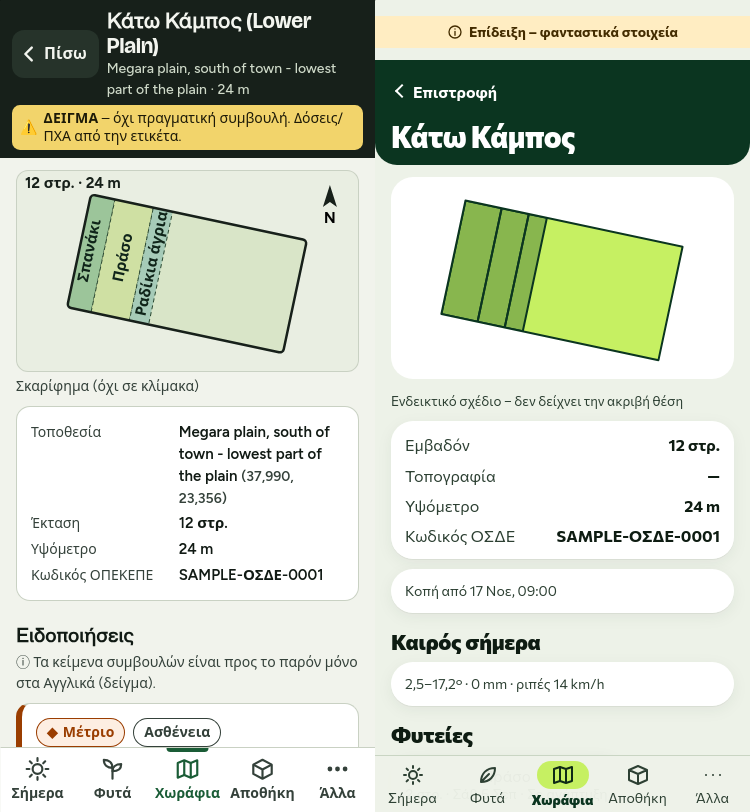 Πίσω
Κάτω Κάμπος (Lower
Plain)
Megara plain, south of town - lowest
part of the plain · 24 m
⚠️ ΔΕΙΓΜΑ – όχι πραγματική συμβουλή. Δόσεις/
ΠΧΑ από την ετικέτα.
12 στρ. · 24 m
N
Σπανάκι
Πράσο
Ραδίκια άγρια
Σκαρίφημα (όχι σε κλίμακα)
Τοποθεσία
Megara plain, south of
town - lowest part of
the plain (37,990,
23,356)
Έκταση 12 στρ.
Υψόμετρο 24 m
Κωδικός ΟΠΕΚΕΠΕ SAMPLE-ΟΣΔΕ-0001
Ειδοποιήσεις
ⓘ Τα κείμενα συμβουλών είναι προς το παρόν μόνο
στα Αγγλικά (δείγμα).
◆ Μέτριο Ασθένεια
Σήμερα Φυτά Χωράφια Αποθήκη Άλλα
Επίδειξη – φανταστικά στοιχεία
Επιστροφή
Κάτω Κάμπος
Ενδεικτικό σχέδιο – δεν δείχνει την ακριβή θέση
Εμβαδόν 12 στρ.
Τοπογραφία —
Υψόμετρο 24 m
Κωδικός ΟΣΔΕ SAMPLE-ΟΣΔΕ-0001
Κοπή από 17 Νοε, 09:00
Καιρός σήμερα
2,5–17,2° · 0 mm · ριπές 14 km/h
Φυτείες
Σήμερα Φυτά Χωράφια Αποθήκη Άλλα